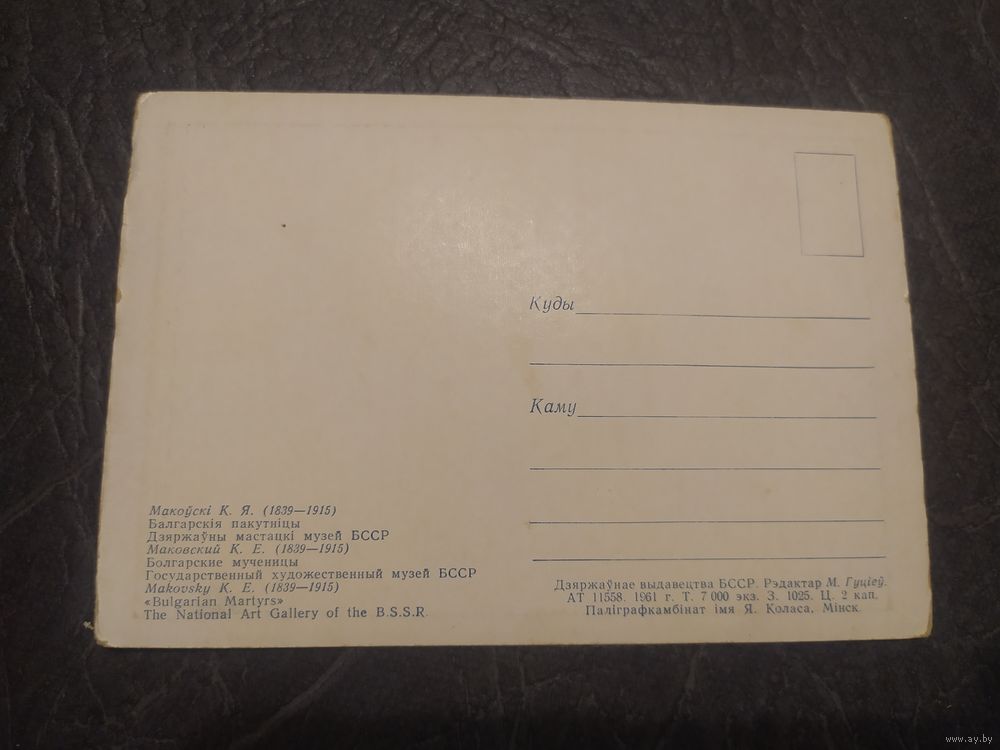 Куды
Каму
Макоўскі К. Я. (1839—1915)
Балгарскія пакутніцы
Дзяржаўны мастацкі музей БССР
Маковский К. Е. (1839—1915)
Болгарские мученицы
Государственный художественный музей БССР
Makovsky K. E. (1839—1915)
«Bulgarian Martyrs»
The National Art Gallery of the B.S.S.R.
Дзяржаўнае выдавецтва БССР. Рэдактар М. Гуціеў.
АТ 11558. 1961 г. Т. 7 000 экз. З. 1025. Ц. 2 кап.
Паліграфкамбінат імя Я. Коласа, Мінск
www.ay.by